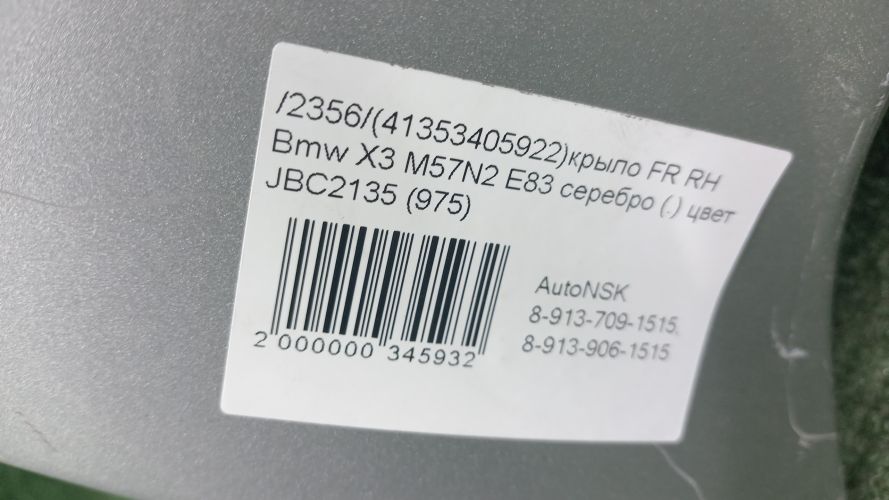 /2356/(41353405922)крыло FR RH
Bmw X3 M57N2 E83 серебро (.) цвет
JBC2135 (975)
AutoNSK
8-913-709-1515,
8-913-906-1515
2 000000 345932